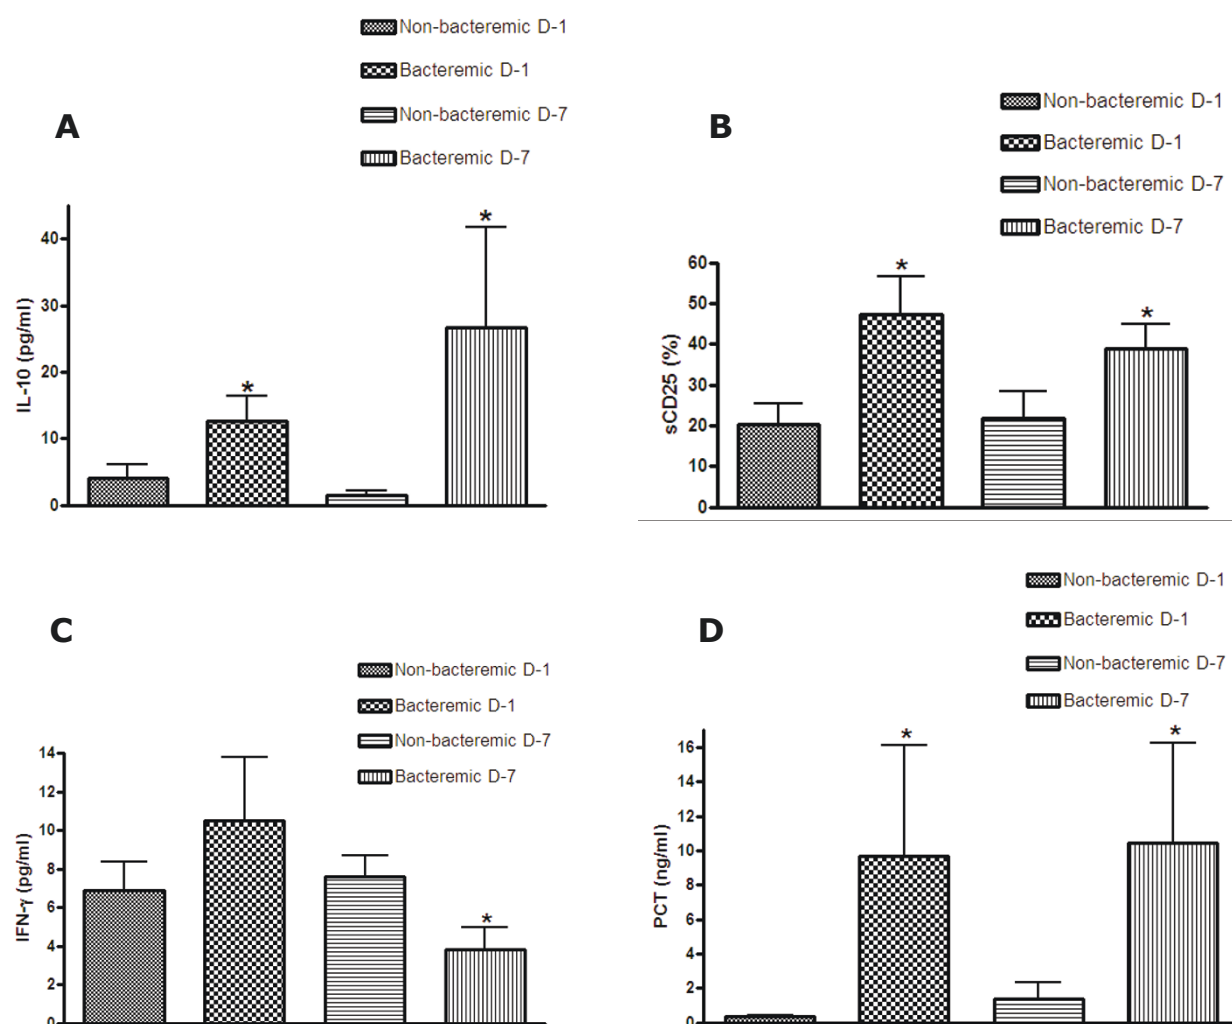 A
Non-bacteremic D-1
Bacteremic D-1
Non-bacteremic D-7
Bacteremic D-7
IL-10 (pg/ml)
40
30
20
10
0
*
*
B
Non-bacteremic D-1
Bacteremic D-1
Non-bacteremic D-7
Bacteremic D-7
sCD25 (%)
60
50
40
30
20
10
0
*
*
C
Non-bacteremic D-1
Bacteremic D-1
Non-bacteremic D-7
Bacteremic D-7
IFN-γ (pg/ml)
14
12
10
8
6
4
2
0
*
D
Non-bacteremic D-1
Bacteremic D-1
Non-bacteremic D-7
Bacteremic D-7
PCT (ng/ml)
16
14
12
10
8
6
4
2
0
*
*